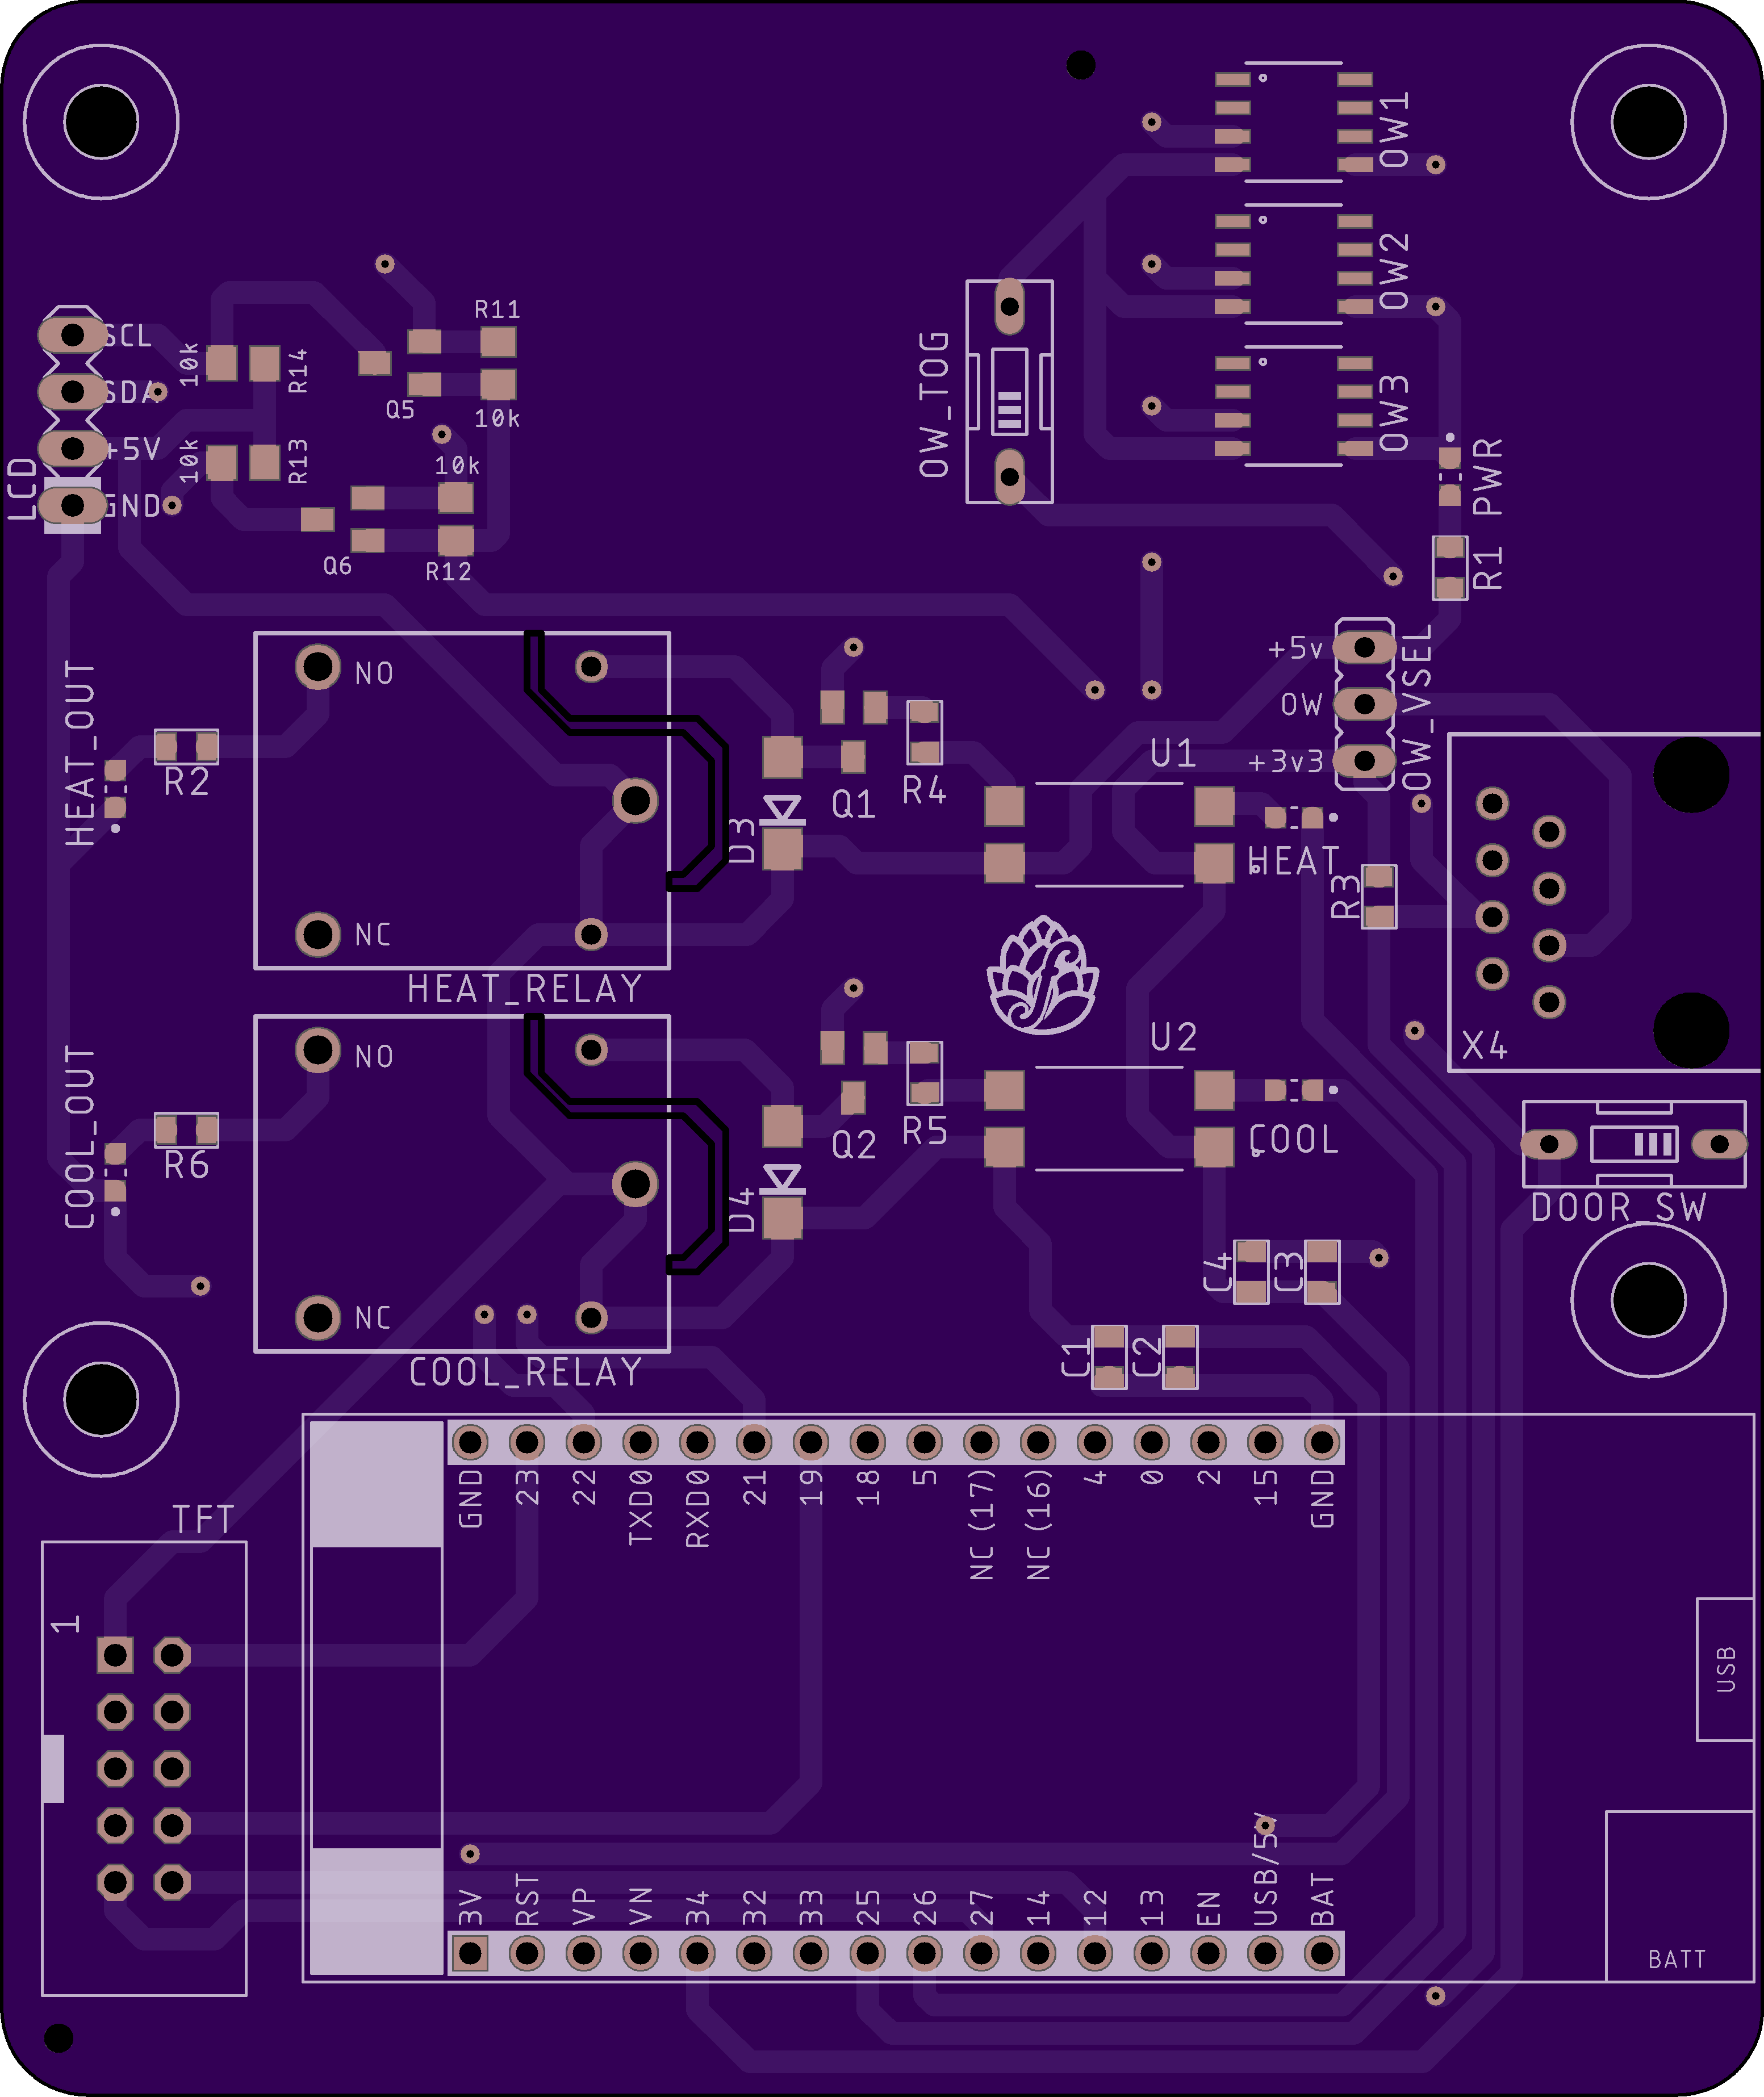 OW1
OW2
OW3
R11
SCL
10k
R14
SDA
Q5
10k
OW_TOG
+5V
10k
R13
10k
PWR
LCD
GND
Q6
R12
R1
+5v
OW_VSEL
OW
+3v3
NO
HEAT_OUT
R2
D3
Q1
R4
U1
HEAT
R3
NC
HEAT_RELAY
NO
COOL_OUT
R6
D4
Q2
R5
U2
COOL
X4
DOOR_SW
C4
C3
NC
COOL_RELAY
C1
C2
GND
23
22
TXD0
RXD0
21
19
18
5
NC(17)
NC(16)
4
0
2
15
GND
TFT
1
USB
3V
RST
VP
VN
34
32
33
25
26
27
14
12
13
EN
USB/5V
BAT
BATT